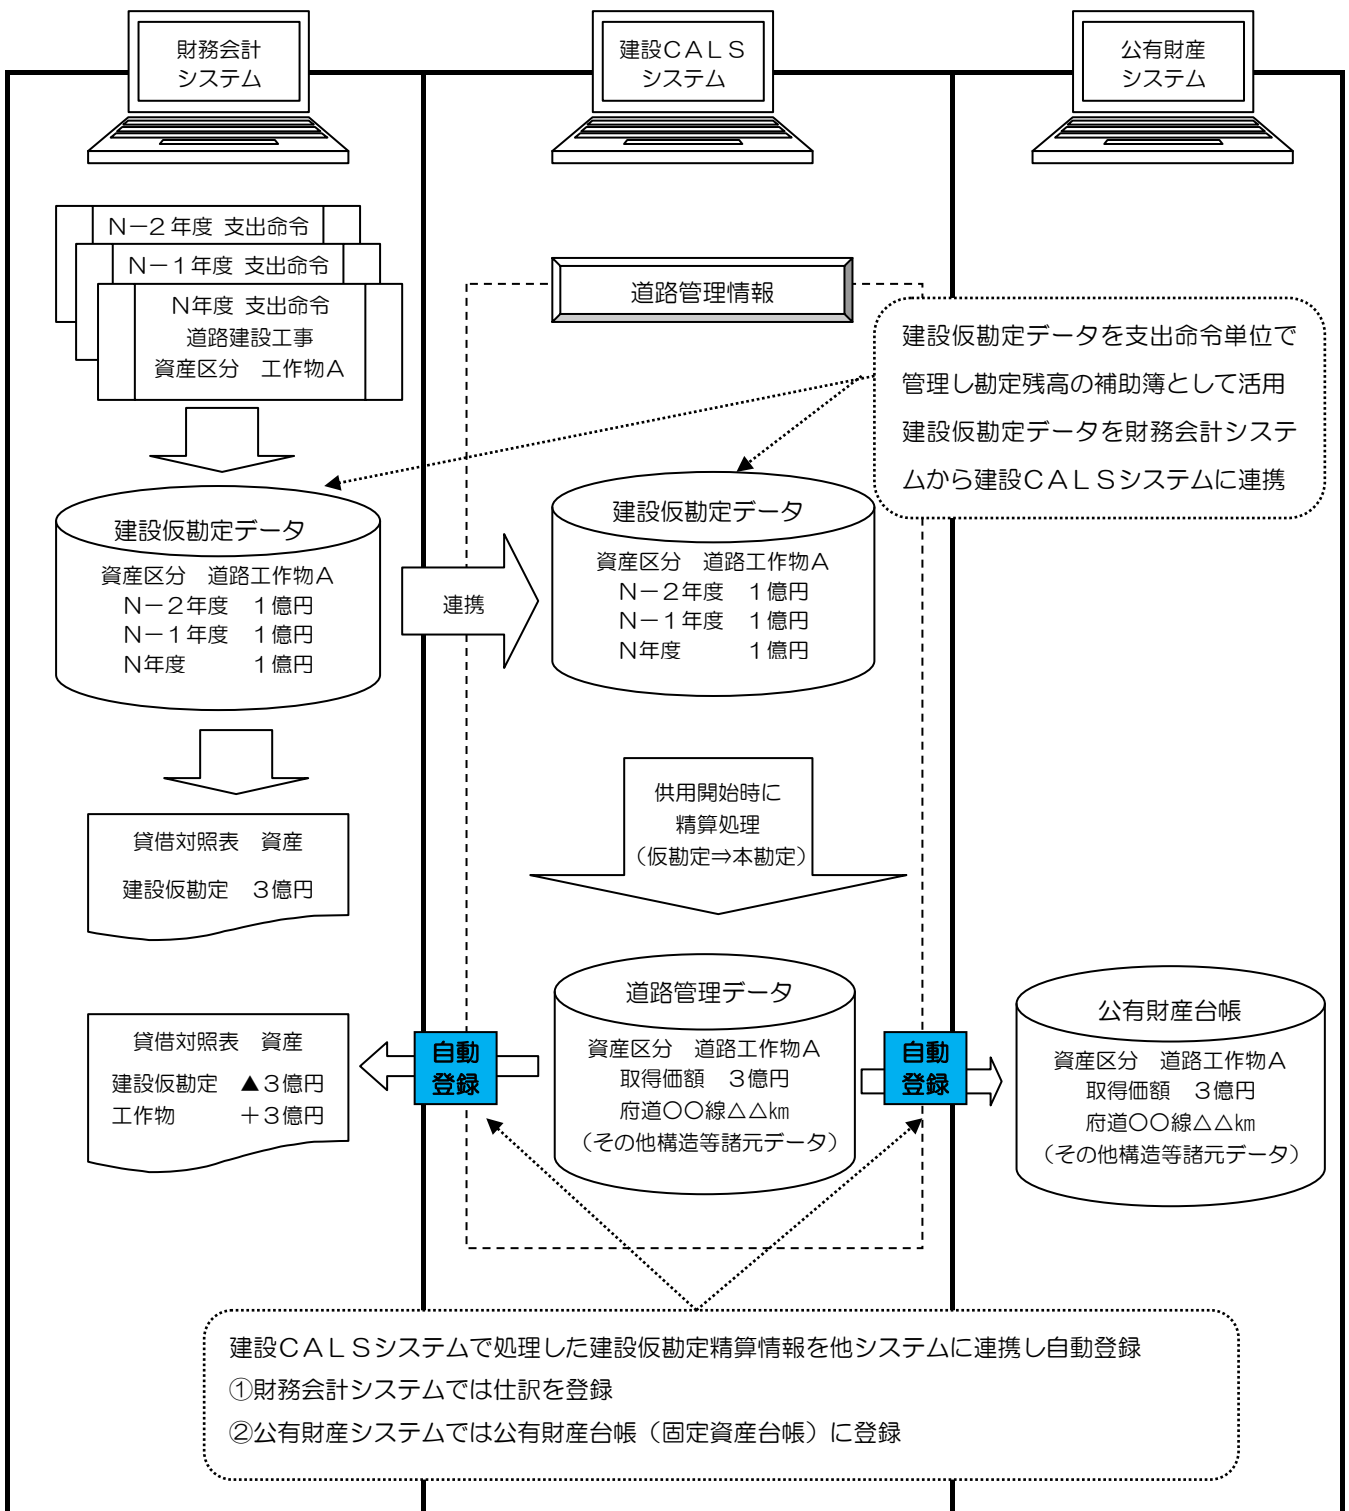 財務会計
システム
建設ＣＡＬＳ
システム
公有財産
システム
Ｎ－２年度 支出命令
Ｎ－１年度 支出命令
Ｎ年度 支出命令
道路建設工事
資産区分　工作物Ａ
道路管理情報
建設仮勘定データを支出命令単位で
管理し勘定残高の補助簿として活用
建設仮勘定データを財務会計システ
ムから建設ＣＡＬＳシステムに連携
建設仮勘定データ
資産区分　道路工作物Ａ
Ｎ－２年度　１億円
Ｎ－１年度　１億円
Ｎ年度　　　１億円
連携
建設仮勘定データ
資産区分　道路工作物Ａ
Ｎ－２年度　１億円
Ｎ－１年度　１億円
Ｎ年度　　　１億円
貸借対照表　資産
建設仮勘定　３億円
供用開始時に
精算処理
（仮勘定⇒本勘定）
貸借対照表　資産
建設仮勘定　▲３億円
工作物　　　＋３億円
自動
登録
道路管理データ
資産区分　道路工作物Ａ
取得価額　３億円
府道〇〇線△△㎞
（その他構造等諸元データ）
自動
登録
公有財産台帳
資産区分　道路工作物Ａ
取得価額　３億円
府道〇〇線△△㎞
（その他構造等諸元データ）
建設ＣＡＬＳシステムで処理した建設仮勘定精算情報を他システムに連携し自動登録
①財務会計システムでは仕訳を登録
②公有財産システムでは公有財産台帳（固定資産台帳）に登録